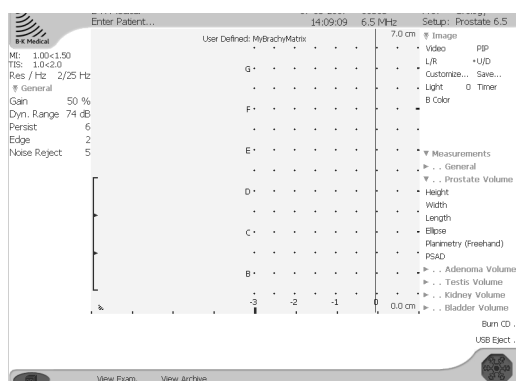 Enter Patient...
14:09:09 6.5 MHz
Setup: Prostate 6.5
B-K Medical
MI: 1.00<1.50
TIS: 1.0<2.0
Res / Hz 2/25 Hz
General
Gain 50 %
Dyn. Range 74 dB
Persist 6
Edge 2
Noise Reject 5
User Defined: MyBrachyMatrix
7.0 cm
G
F
E
D
C
B
-3 -2 -1 0
0.0 cm
Image
Video PIP
L/R *U/D
Customize... Save...
Light 0 Timer
B Color
Measurements
. . General
. . Prostate Volume
Height
Width
Length
Ellipse
Planimetry (Freehand)
PSAD
. . Adenoma Volume
. . Testis Volume
. . Kidney Volume
. . Bladder Volume
Burn CD .
USB Eject .
View Exam. View Archive